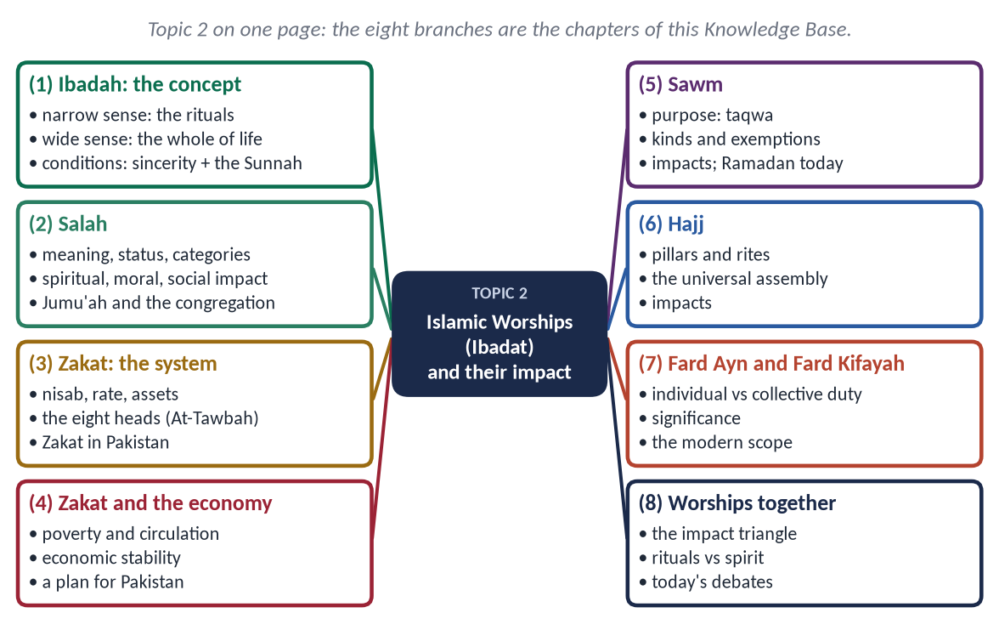 Topic 2 on one page: the eight branches are the chapters of this Knowledge Base.
(1) Ibadah: the concept
• narrow sense: the rituals
• wide sense: the whole of life
• conditions: sincerity + the Sunnah
(2) Salah
• meaning, status, categories
• spiritual, moral, social impact
• Jumu'ah and the congregation
(3) Zakat: the system
• nisab, rate, assets
• the eight heads (At-Tawbah)
• Zakat in Pakistan
(4) Zakat and the economy
• poverty and circulation
• economic stability
• a plan for Pakistan
TOPIC 2
Islamic Worships
(Ibadat)
and their impact
(5) Sawm
• purpose: taqwa
• kinds and exemptions
• impacts; Ramadan today
(6) Hajj
• pillars and rites
• the universal assembly
• impacts
(7) Fard Ayn and Fard Kifayah
• individual vs collective duty
• significance
• the modern scope
(8) Worships together
• the impact triangle
• rituals vs spirit
• today's debates